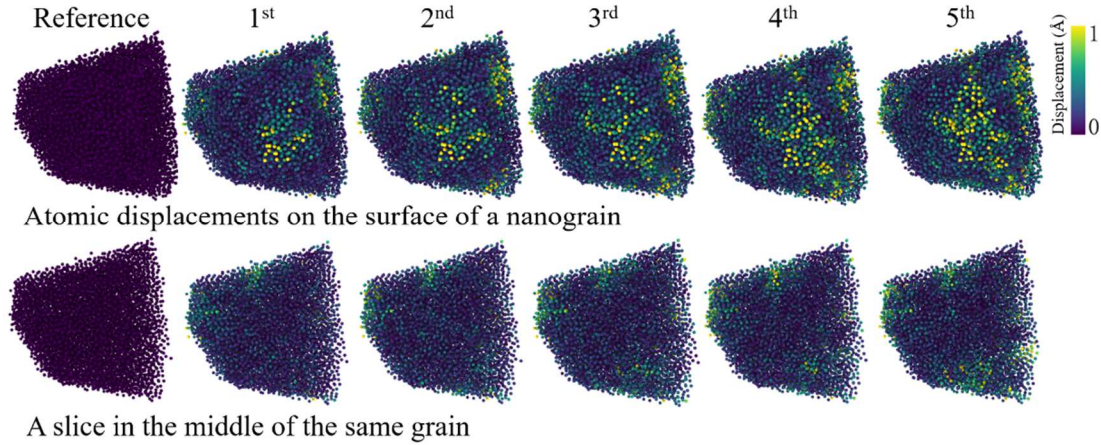 Reference 1st 2nd 3rd 4th 5th
Displacement (Å)
1
0
Atomic displacements on the surface of a nanograin
A slice in the middle of the same grain